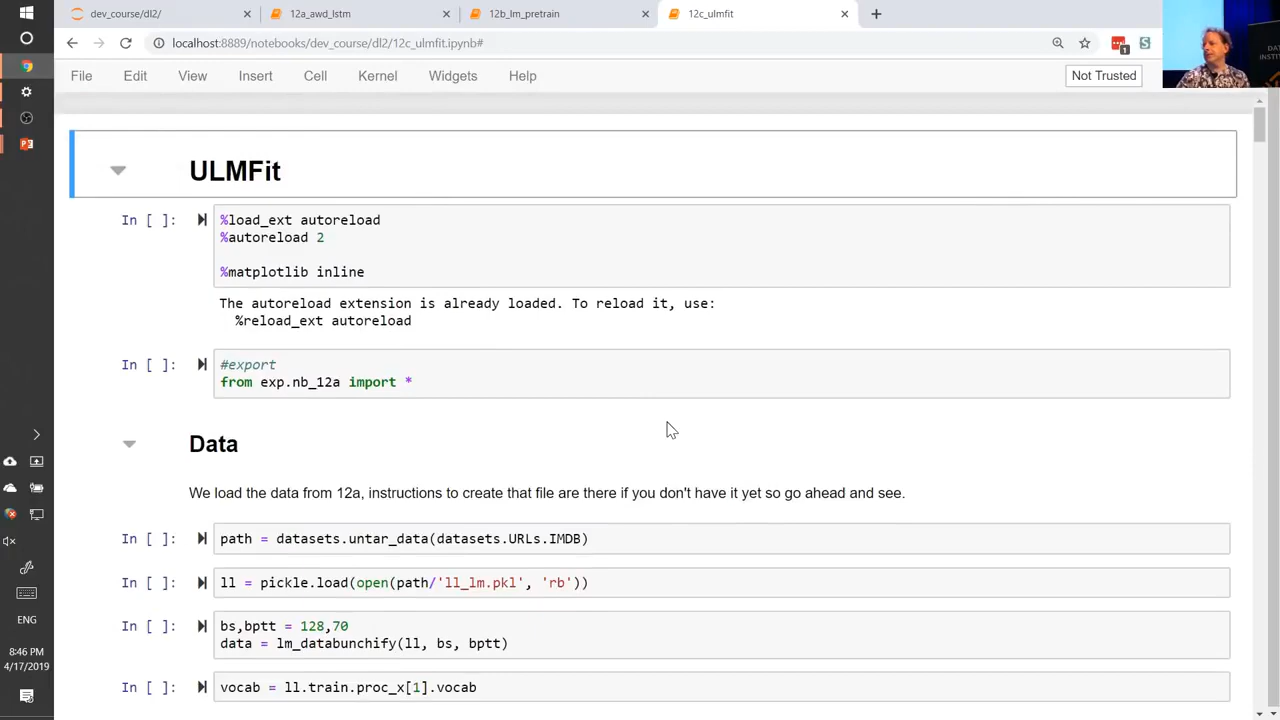 dev_course/dl2/
12a_awd_lstm
12b_lm_pretrain
12c_ulmfit
localhost:8889/notebooks/dev_course/dl2/12c_ulmfit.ipynb#
1
File Edit View Insert Cell Kernel Widgets Help
Not Trusted
ULMFit
In [ ]: %load_ext autoreload
%autoreload 2
%matplotlib inline
The autoreload extension is already loaded. To reload it, use:
%reload_ext autoreload
In [ ]: #export
from exp.nb_12a import *
Data
We load the data from 12a, instructions to create that file are there if you don't have it yet so go ahead and see.
In [ ]: path = datasets.untar_data(datasets.URLs.IMDB)
In [ ]: ll = pickle.load(open(path/'ll_lm.pkl', 'rb'))
In [ ]: bs,bptt = 128,70
data = lm_databunchify(ll, bs, bptt)
In [ ]: vocab = ll.train.proc_x[1].vocab
ENG
8:46 PM
4/17/2019